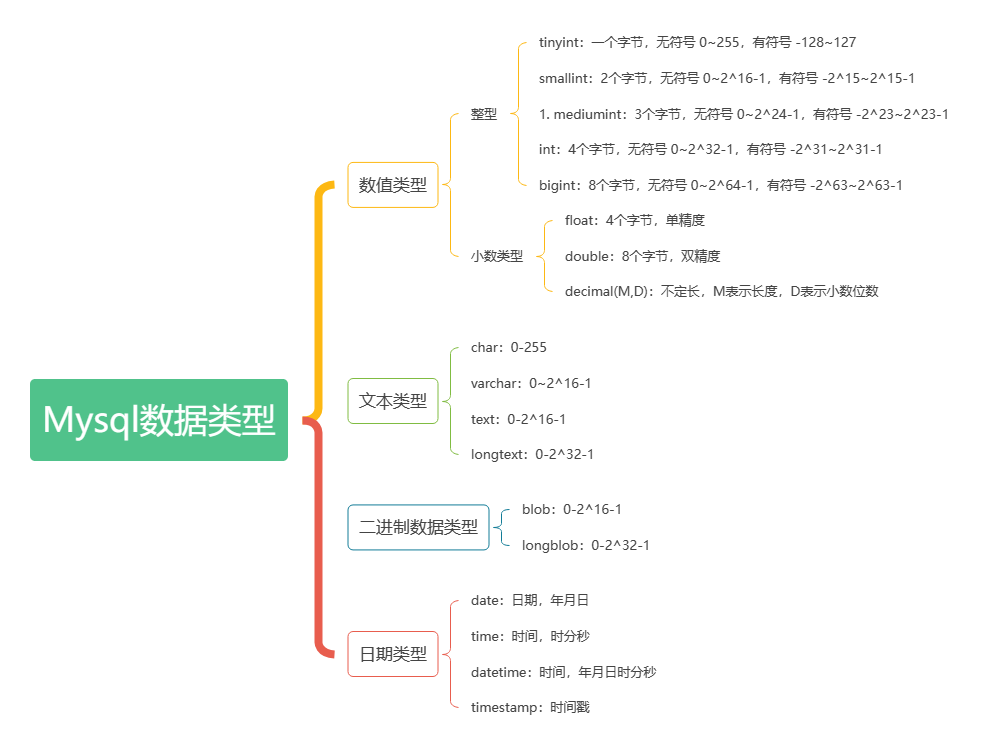 Mysql数据类型
数值类型
整型
tinyint：一个字节，无符号 0~255，有符号 -128~127
smallint：2个字节，无符号 0~2^16-1，有符号 -2^15~2^15-1
1. mediumint：3个字节，无符号 0~2^24-1，有符号 -2^23~2^23-1
int：4个字节，无符号 0~2^32-1，有符号 -2^31~2^31-1
bigint：8个字节，无符号 0~2^64-1，有符号 -2^63~2^63-1
小数类型
float：4个字节，单精度
double：8个字节，双精度
decimal(M,D)：不定长，M表示长度，D表示小数位数
文本类型
char：0-255
varchar：0~2^16-1
text：0-2^16-1
longtext：0-2^32-1
二进制数据类型
blob：0-2^16-1
longblob：0-2^32-1
日期类型
date：日期，年月日
time：时间，时分秒
datetime：时间，年月日时分秒
timestamp：时间戳